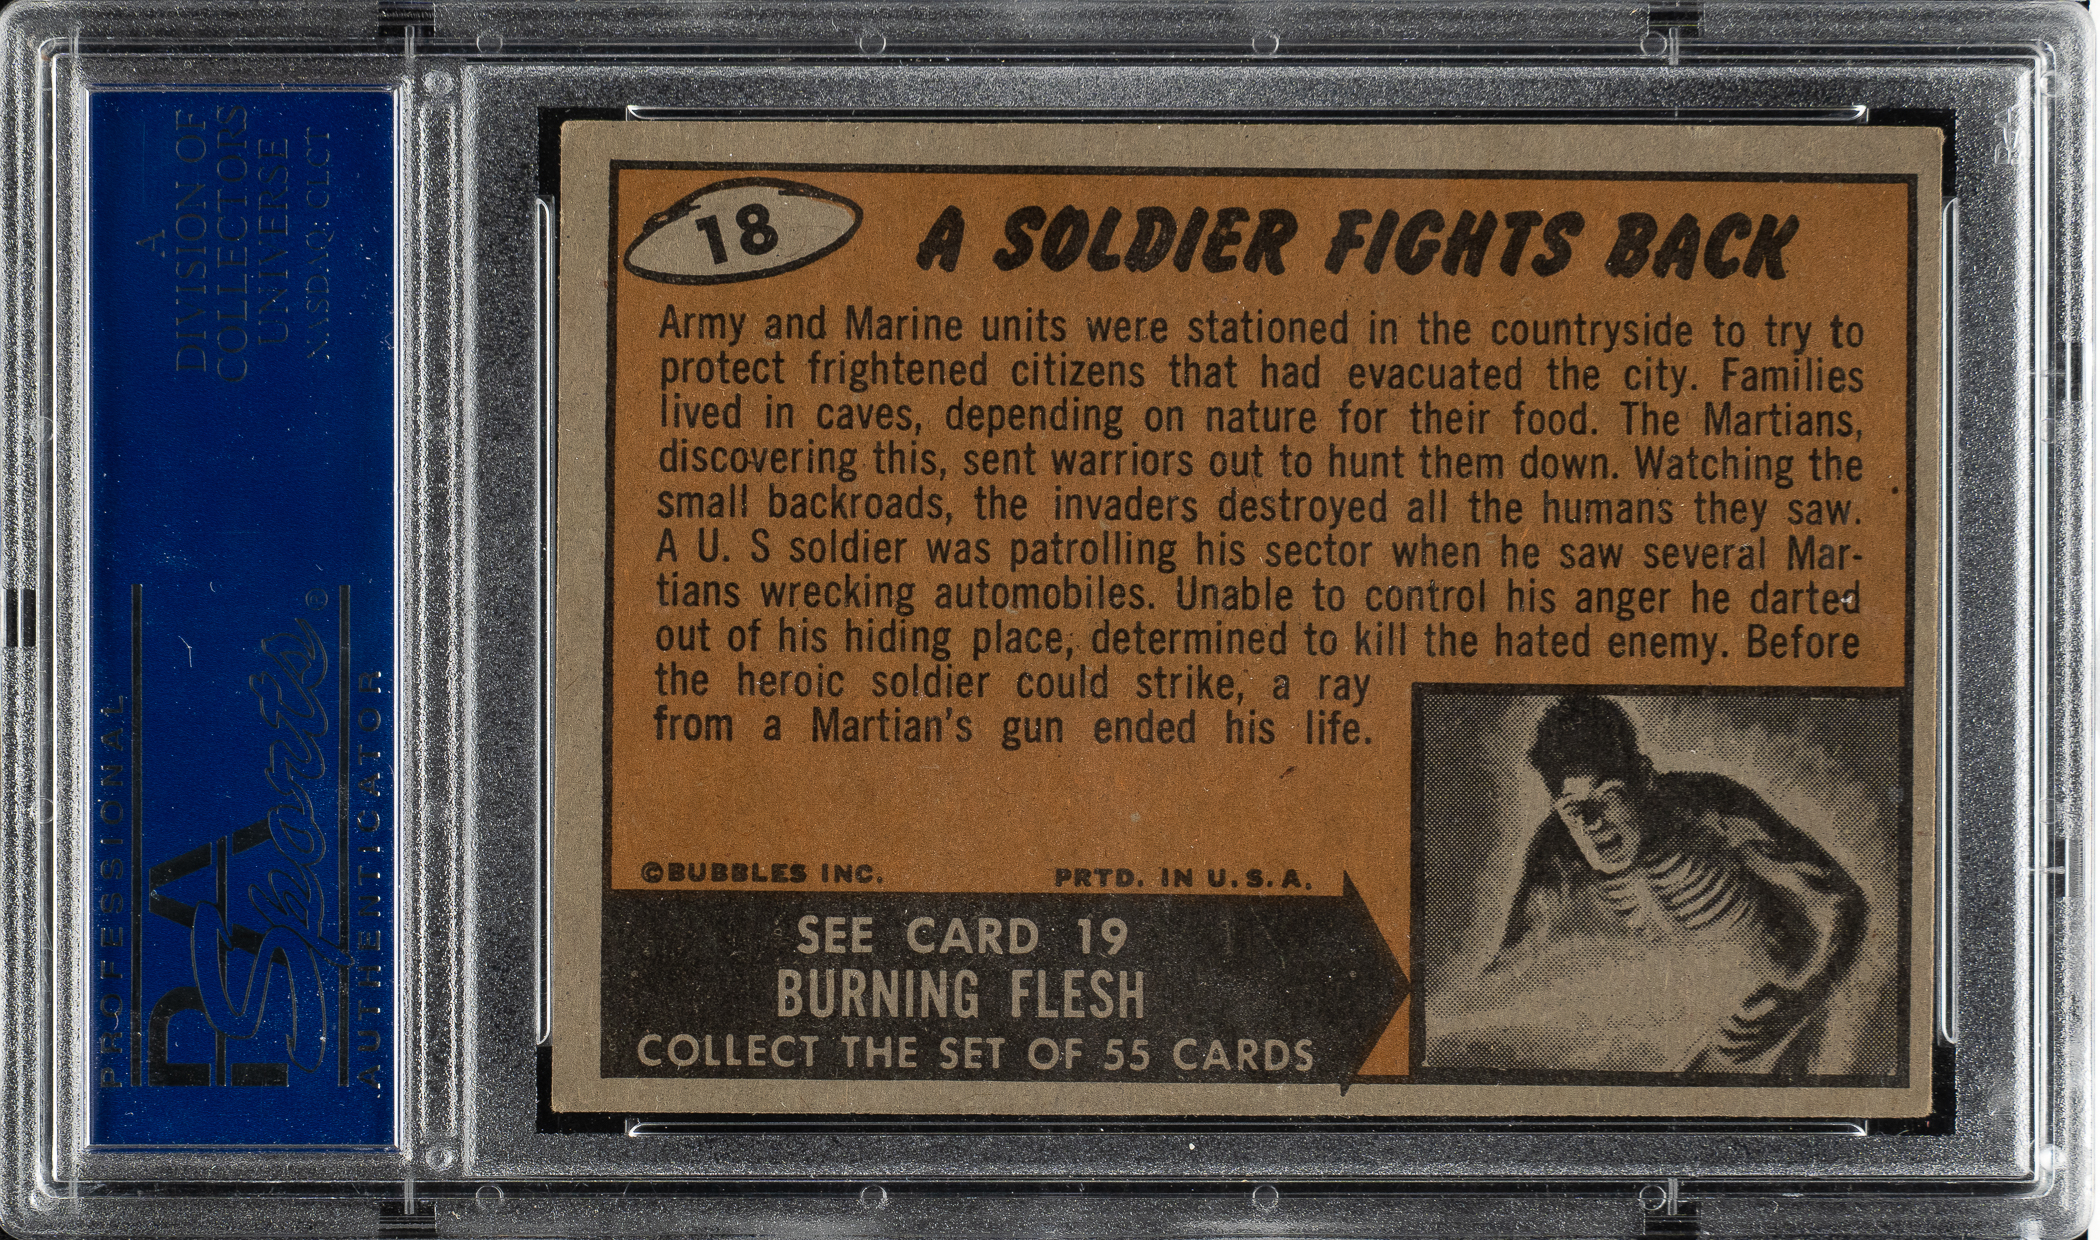 18
A SOLDIER FIGHTS BACK
Army and Marine units were stationed in the countryside to try to
protect frightened citizens that had evacuated the city. Families
lived in caves, depending on nature for their food. The Martians,
discovering this, sent warriors out to hunt them down. Watching the
small backroads, the invaders destroyed all the humans they saw.
A U. S soldier was patrolling his sector when he saw several Mar-
tians wrecking automobiles. Unable to control his anger he darted
out of his hiding place, determined to kill the hated enemy. Before
the heroic soldier could strike, a ray
from a Martian's gun ended his life.
©BUBBLES INC. PRTD. IN U.S.A.
SEE CARD 19
BURNING FLESH
COLLECT THE SET OF 55 CARDS
A
DIVISION OF
COLLECTORS
UNIVERSE
NASDAQ: CLCT
PROFESSIONAL
PSA
Sports®
AUTHENTICATOR